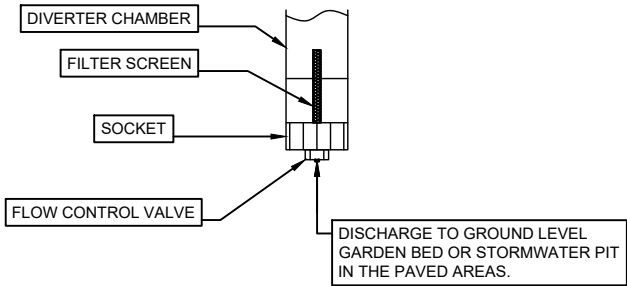 DIVERTER CHAMBER
FILTER SCREEN
SOCKET
FLOW CONTROL VALVE
DISCHARGE TO GROUND LEVEL
GARDEN BED OR STORMWATER PIT
IN THE PAVED AREAS.